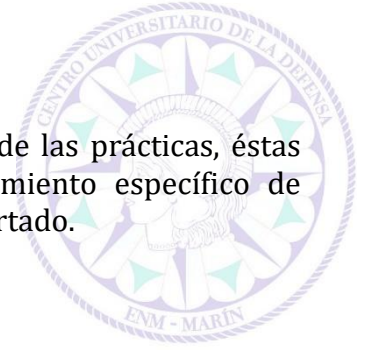 CENTRO UNIVERSITARIO DE LA DEFENSA
de las prácticas, éstas
miento específico de
rtado.
ENM - MARÍN